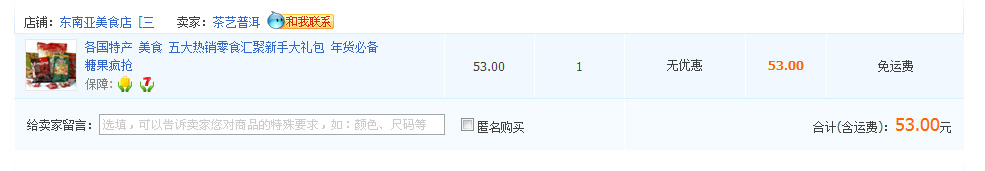 店铺：东南亚美食店 [三 卖家：茶艺普洱 和我联系
各国特产 美食 五大热销零食汇聚新手大礼包 年货必备
糖果疯抢
53.00 1 无优惠 53.00 免运费
保障： 7
给卖家留言： 选填，可以告诉卖家您对商品的特殊要求，如：颜色、尺码等 匿名购买 合计(含运费)：53.00元